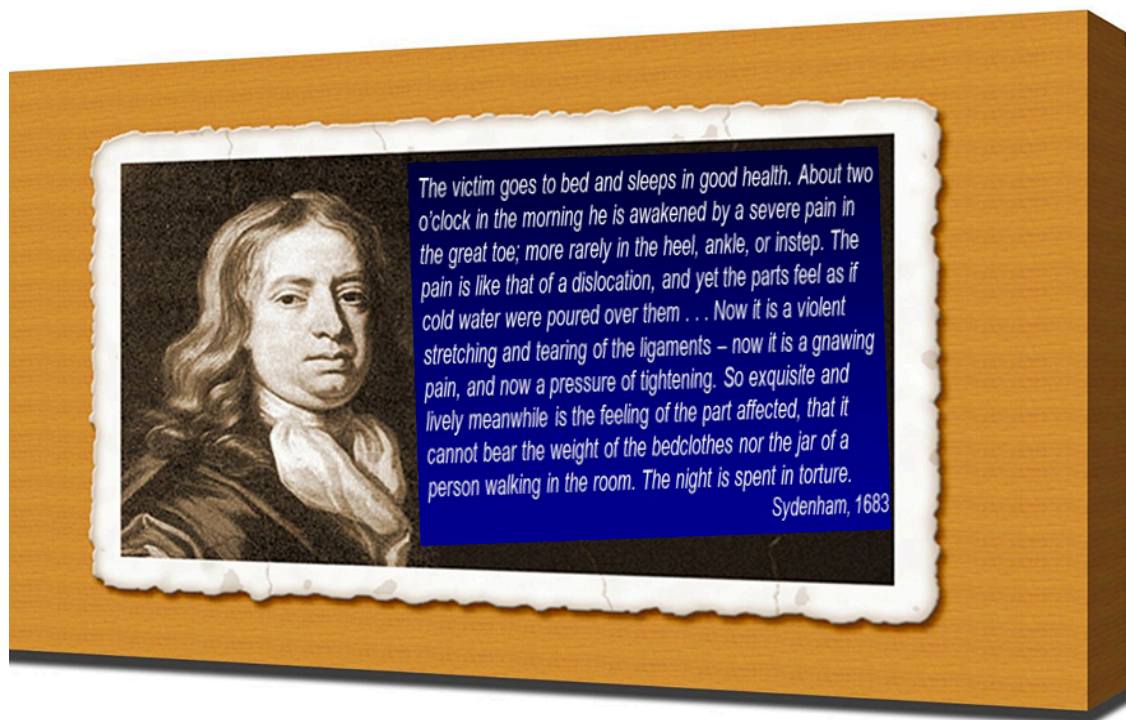 The victim goes to bed and sleeps in good health. About two
o'clock in the morning he is awakened by a severe pain in
the great toe; more rarely in the heel, ankle, or instep. The
pain is like that of a dislocation, and yet the parts feel as if
cold water were poured over them . . . Now it is a violent
stretching and tearing of the ligaments – now it is a gnawing
pain, and now a pressure of tightening. So exquisite and
lively meanwhile is the feeling of the part affected, that it
cannot bear the weight of the bedclothes nor the jar of a
person walking in the room. The night is spent in torture.
Sydenham, 1683